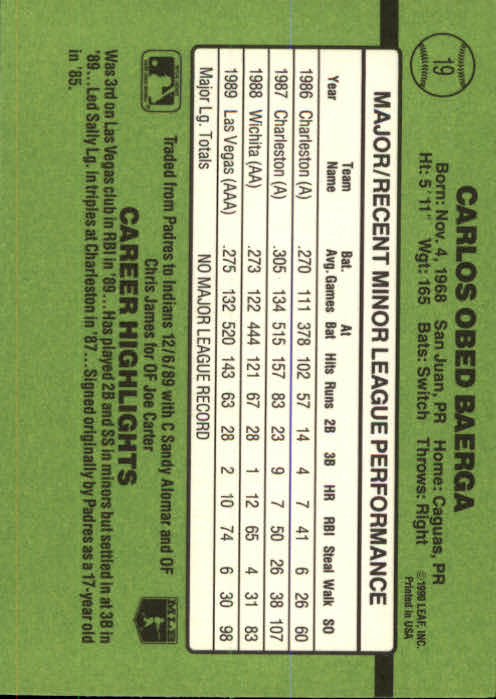 19
CARLOS OBED BAERGA
Born: Nov. 4, 1968 San Juan, PR Home: Caguas, PR
Ht: 5'11" Wgt: 165 Bats: Switch Throws: Right
©1990 LEAF, INC.
Printed in USA
MAJOR/RECENT MINOR LEAGUE PERFORMANCE
Team Bat. At
Year Name Avg. Games Bat Hits Runs 2B 3B HR RBI Steal Walk SO
1986 Charleston (A) .270 111 378 102 57 14 4 7 41 6 26 60
1987 Charleston (A) .305 134 515 157 83 23 9 7 50 26 38 107
1988 Wichita (AA) .273 122 444 121 67 28 1 12 65 4 31 83
1989 Las Vegas (AAA) .275 132 520 143 63 28 2 10 74 6 30 98
Major Lg. Totals NO MAJOR LEAGUE RECORD
Traded from Padres to Indians 12/6/89 with C Sandy Alomar and OF
Chris James for OF Joe Carter
CAREER HIGHLIGHTS
Was 3rd on Las Vegas club in RBI in '89...Has played 2B and SS in minors but settled in at 3B in
'89...Led Sally Lg. in triples at Charleston in '87...Signed originally by Padres as a 17-year old
in '85.